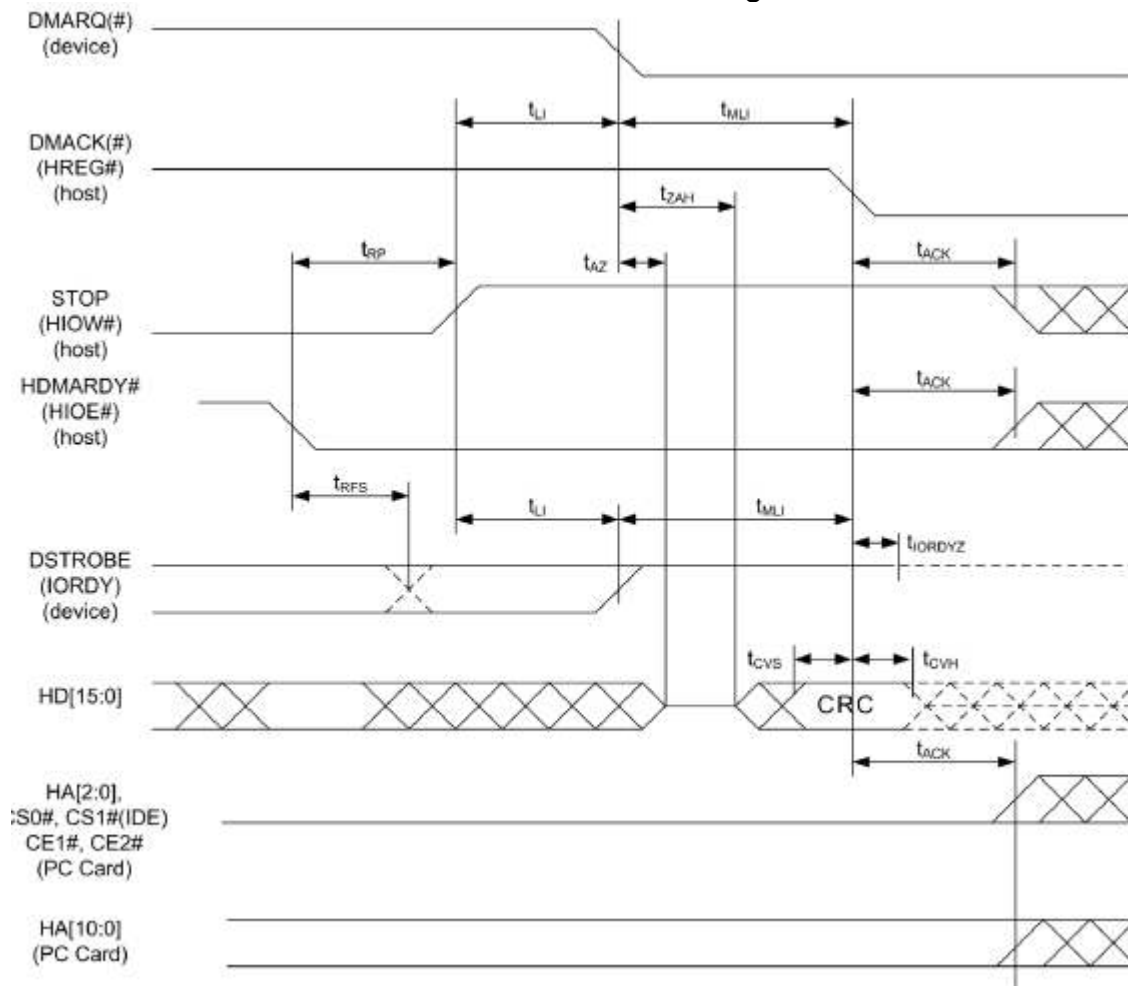 DMARQ(#)
(device)
tLI
tMLI
DMACK(#)
(HREG#)
(host)
tZAH
tRP
tAZ
tACK
STOP
(HIOW#)
(host)
HDMARDY#
(HIOE#)
(host)
tACK
tRFS
tLI
tMLI
tIORDYZ
DSTROBE
(IORDY)
(device)
tCVS
tCVH
HD[15:0]
CRC
tACK
HA[2:0],
CS0#, CS1#(IDE)
CE1#, CE2#
(PC Card)
HA[10:0]
(PC Card)